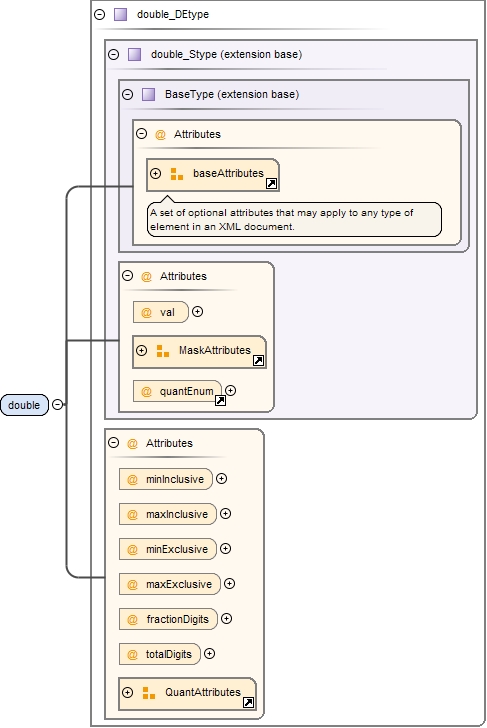 double_DEtype
double_Stype (extension base)
BaseType (extension base)
@ Attributes
baseAttributes
A set of optional attributes that may apply to any type of
element in an XML document.
@ Attributes
@ val
MaskAttributes
@ quantEnum
double
@ Attributes
@ minInclusive
@ maxInclusive
@ minExclusive
@ maxExclusive
@ fractionDigits
@ totalDigits
QuantAttributes